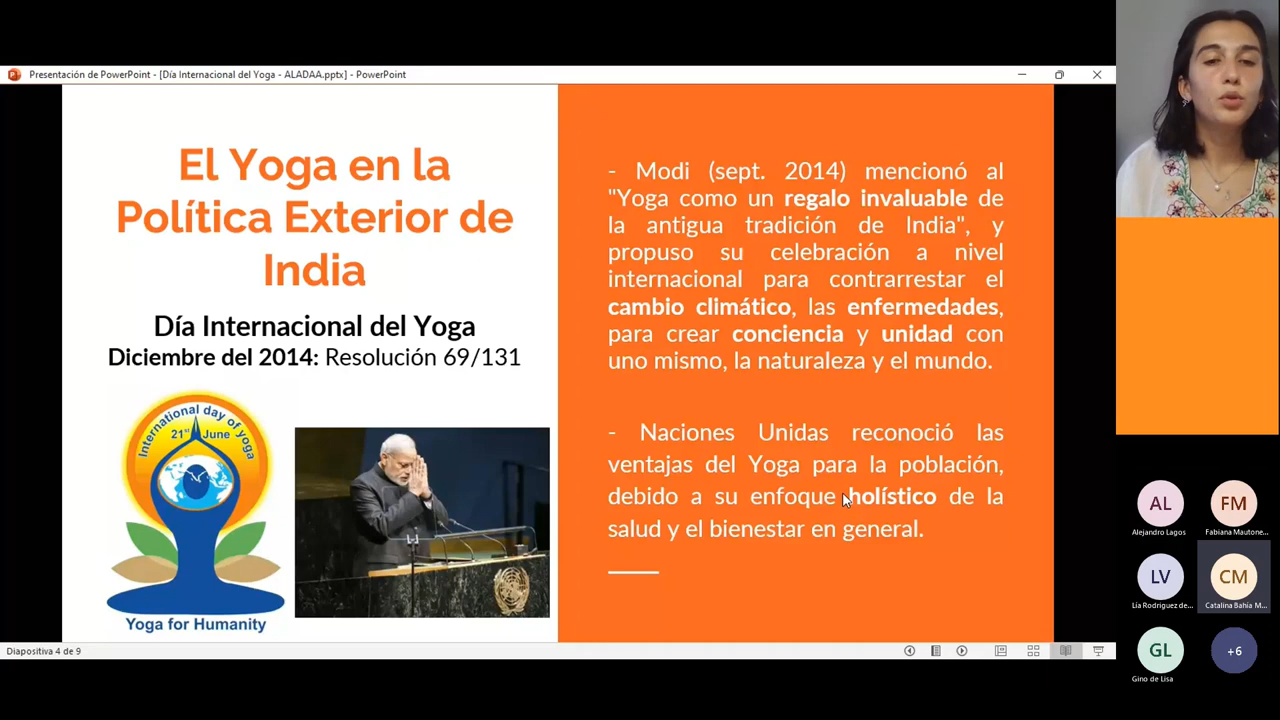 Presentación de PowerPoint - [Día Internacional del Yoga - ALADAA.pptx] - PowerPoint
El Yoga en la
Política Exterior de
India
Día Internacional del Yoga
Diciembre del 2014: Resolución 69/131
International day of yoga
21st June
Yoga for Humanity
- Modi (sept. 2014) mencionó al
"Yoga como un regalo invaluable de
la antigua tradición de India", y
propuso su celebración a nivel
internacional para contrarrestar el
cambio climático, las enfermedades,
para crear conciencia y unidad con
uno mismo, la naturaleza y el mundo.
- Naciones Unidas reconoció las
ventajas del Yoga para la población,
debido a su enfoque holístico de la
salud y el bienestar en general.
Diapositiva 4 de 9
AL
Alejandro Lagos
FM
Fabiana Mautone...
LV
Lía Rodriguez de...
CM
Catalina Bahía M...
GL
Gino de Lisa
+6